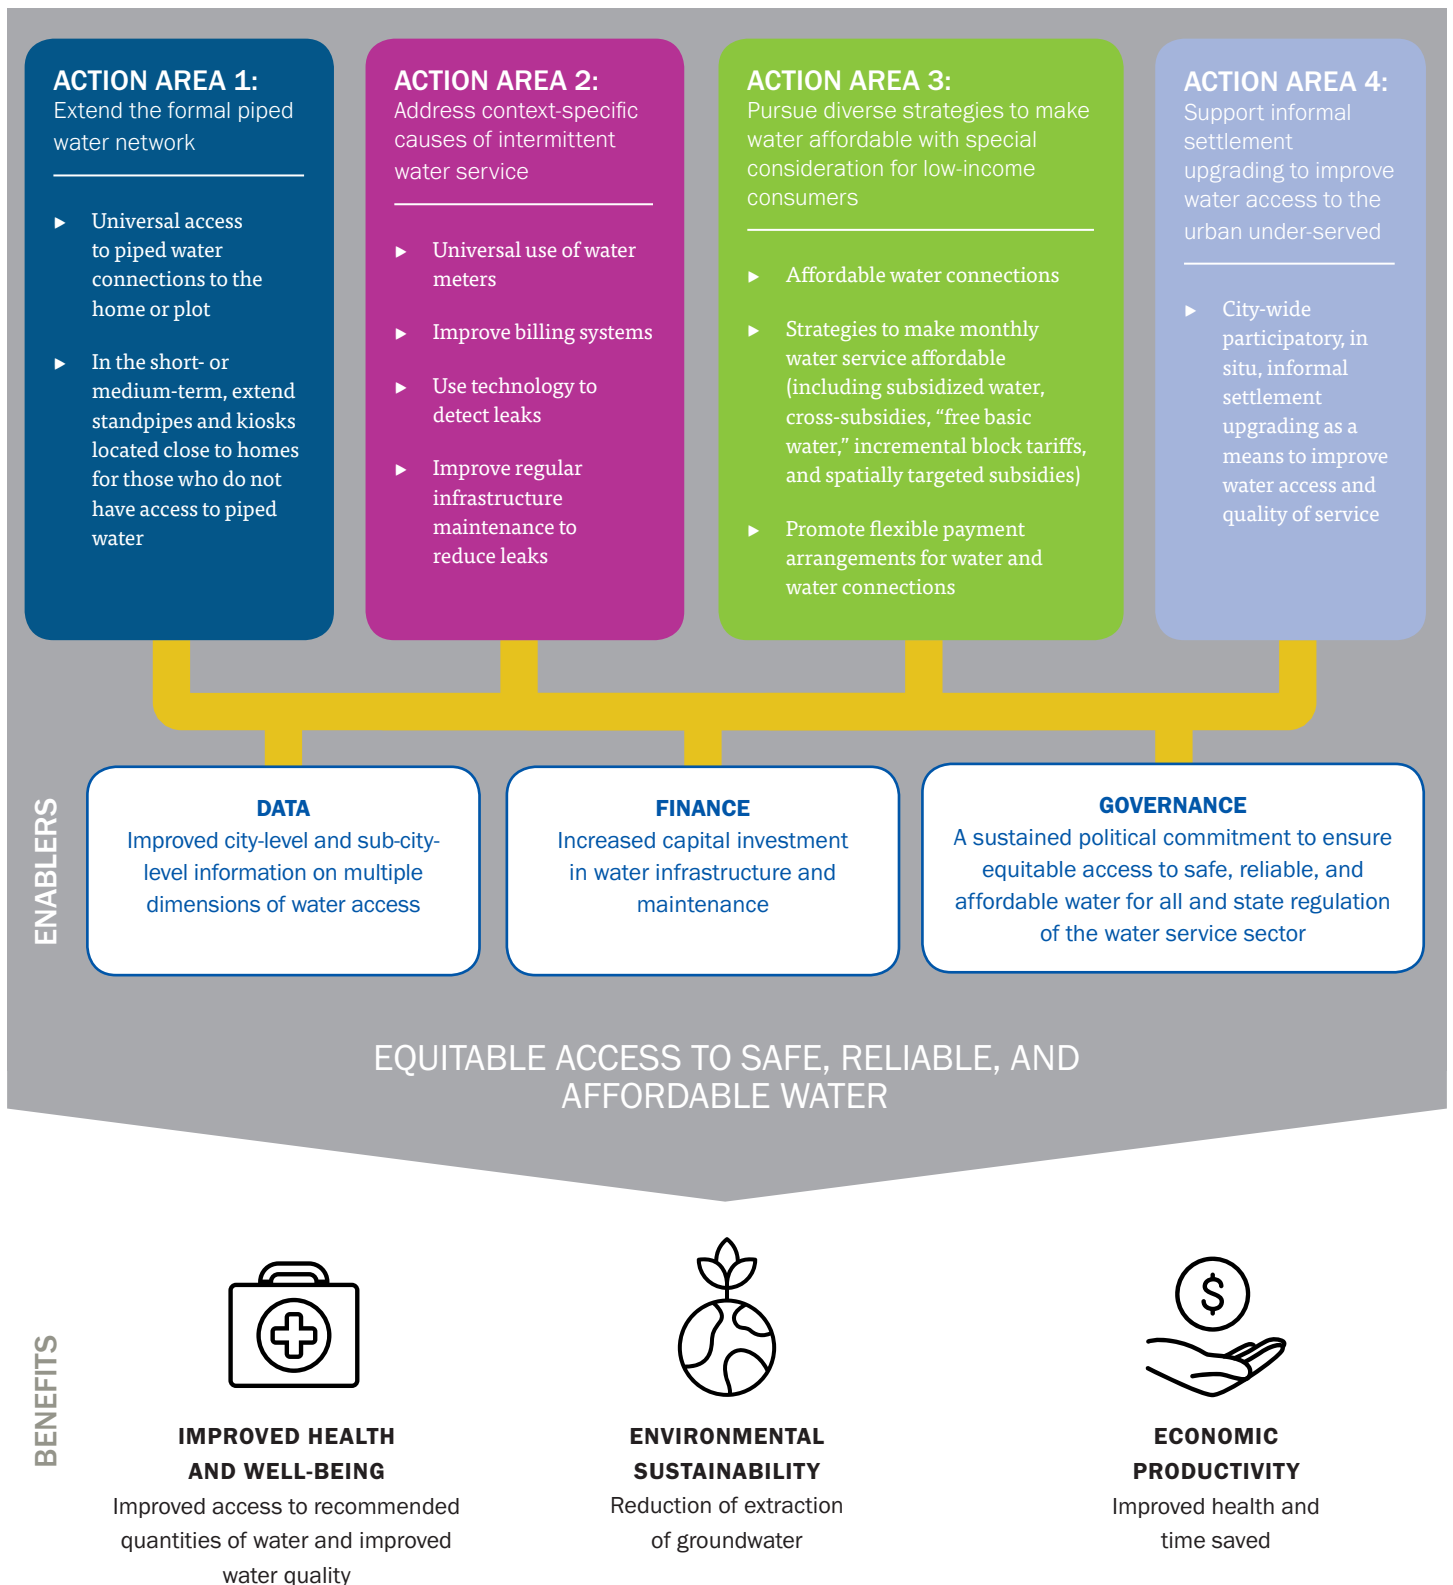 ACTION AREA 1:
Extend the formal piped
water network
► Universal access
to piped water
connections to the
home or plot
► In the short- or
medium-term, extend
standpipes and kiosks
located close to homes
for those who do not
have access to piped
water
ACTION AREA 2:
Address context-specific
causes of intermittent
water service
► Universal use of water
meters
► Improve billing systems
► Use technology to
detect leaks
► Improve regular
infrastructure
maintenance to
reduce leaks
ACTION AREA 3:
Pursue diverse strategies to make
water affordable with special
consideration for low-income
consumers
► Affordable water connections
► Strategies to make monthly
water service affordable
(including subsidized water,
cross-subsidies, “free basic
water,” incremental block tariffs,
and spatially targeted subsidies)
► Promote flexible payment
arrangements for water and
water connections
ACTION AREA 4:
Support informal
settlement
upgrading to improve
water access to the
urban under-served
► City-wide
participatory, in
situ, informal
settlement
upgrading as a
means to improve
water access and
quality of service
ENABLERS
DATA
Improved city-level and sub-city-
level information on multiple
dimensions of water access
FINANCE
Increased capital investment
in water infrastructure and
maintenance
GOVERNANCE
A sustained political commitment to ensure
equitable access to safe, reliable, and
affordable water for all and state regulation
of the water service sector
EQUITABLE ACCESS TO SAFE, RELIABLE, AND
AFFORDABLE WATER
BENEFITS
IMPROVED HEALTH
AND WELL-BEING
Improved access to recommended
quantities of water and improved
water quality
ENVIRONMENTAL
SUSTAINABILITY
Reduction of extraction
of groundwater
$
ECONOMIC
PRODUCTIVITY
Improved health and
time saved